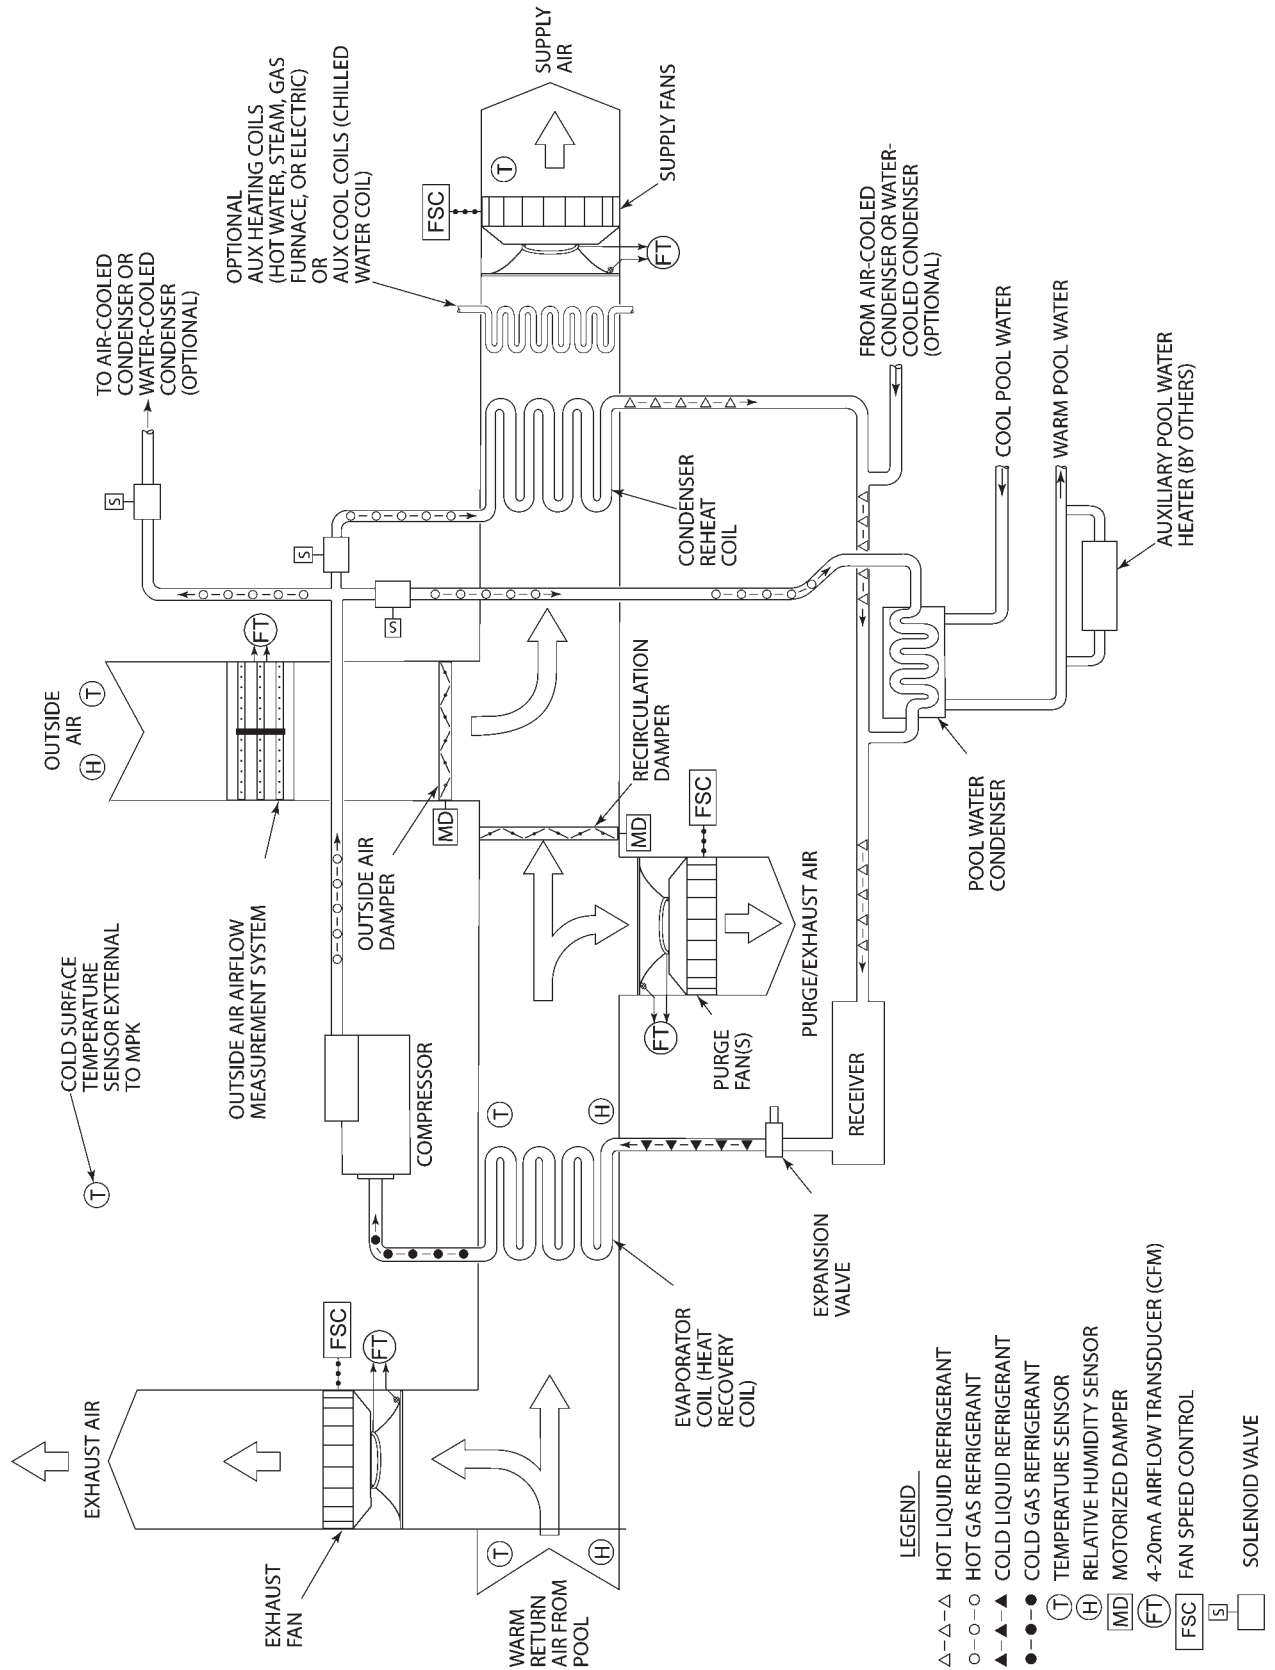 EXHAUST AIR
EXHAUST
FAN
FSC
FT
WARM
RETURN
AIR FROM
POOL
T
H
T
COLD SURFACE
TEMPERATURE
SENSOR EXTERNAL
TO MPK
OUTSIDE AIR AIRFLOW
MEASUREMENT SYSTEM
COMPRESSOR
T
H
EVAPORATOR
COIL (HEAT
RECOVERY
COIL)
EXPANSION
VALVE
RECEIVER
OUTSIDE
AIR
H
T
FT
OUTSIDE AIR
DAMPER
MD
RECIRCULATION
DAMPER
MD
FSC
FT
PURGE
FAN(S)
PURGE/EXHAUST AIR
TO AIR-COOLED
CONDENSER OR
WATER-COOLED
CONDENSER
(OPTIONAL)
S
S
S
OPTIONAL
AUX HEATING COILS
(HOT WATER, STEAM, GAS
FURNACE, OR ELECTRIC)
OR
AUX COOL COILS (CHILLED
WATER COIL)
CONDENSER
REHEAT
COIL
FSC
FT
T
SUPPLY
AIR
SUPPLY FANS
FROM AIR-COOLED
CONDENSER OR WATER-
COOLED CONDENSER
(OPTIONAL)
COOL POOL WATER
WARM POOL WATER
AUXILIARY POOL WATER
HEATER (BY OTHERS)
POOL WATER
CONDENSER
LEGEND
HOT LIQUID REFRIGERANT
HOT GAS REFRIGERANT
COLD LIQUID REFRIGERANT
COLD GAS REFRIGERANT
T TEMPERATURE SENSOR
H RELATIVE HUMIDITY SENSOR
MD MOTORIZED DAMPER
FT 4-20mA AIRFLOW TRANSDUCER (CFM)
FSC FAN SPEED CONTROL
S SOLENOID VALVE